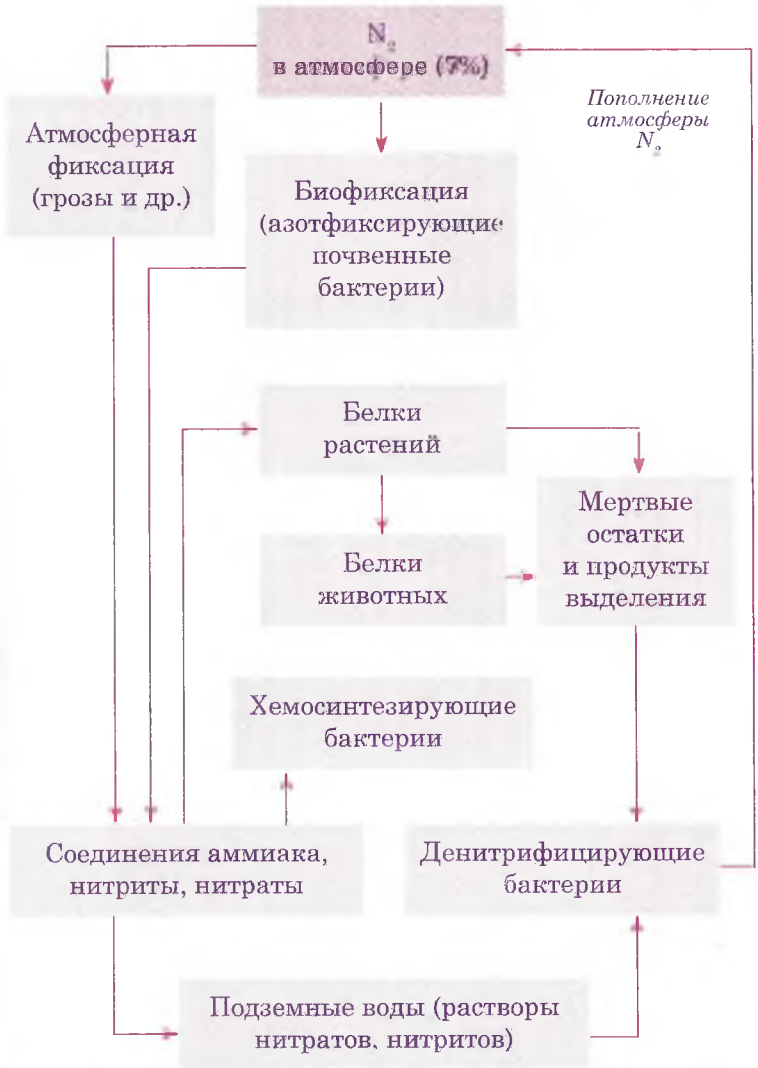 N₂
в атмосфере (7%)
Пополнение
атмосферы
N₂
Атмосферная
фиксация
(грозы и др.)
Биофиксация
(азотфиксирующие
почвенные
бактерии)
Белки
растений
Мертвые
остатки
и продукты
выделения
Белки
животных
Хемосинтезирующие
бактерии
Соединения аммиака,
нитриты, нитраты
Денитрифицирующие
бактерии
Подземные воды (растворы
нитратов, нитритов)